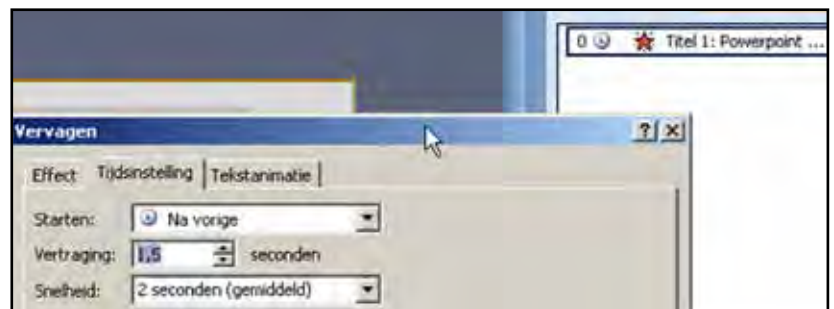 0 Titel 1: Powerpoint ...
Vervagen
Effect Tijdsinstelling Tekstanimatie
Starten: Na vorige
Vertraging: 1,5 seconden
Snelheid: 2 seconden (gemiddeld)